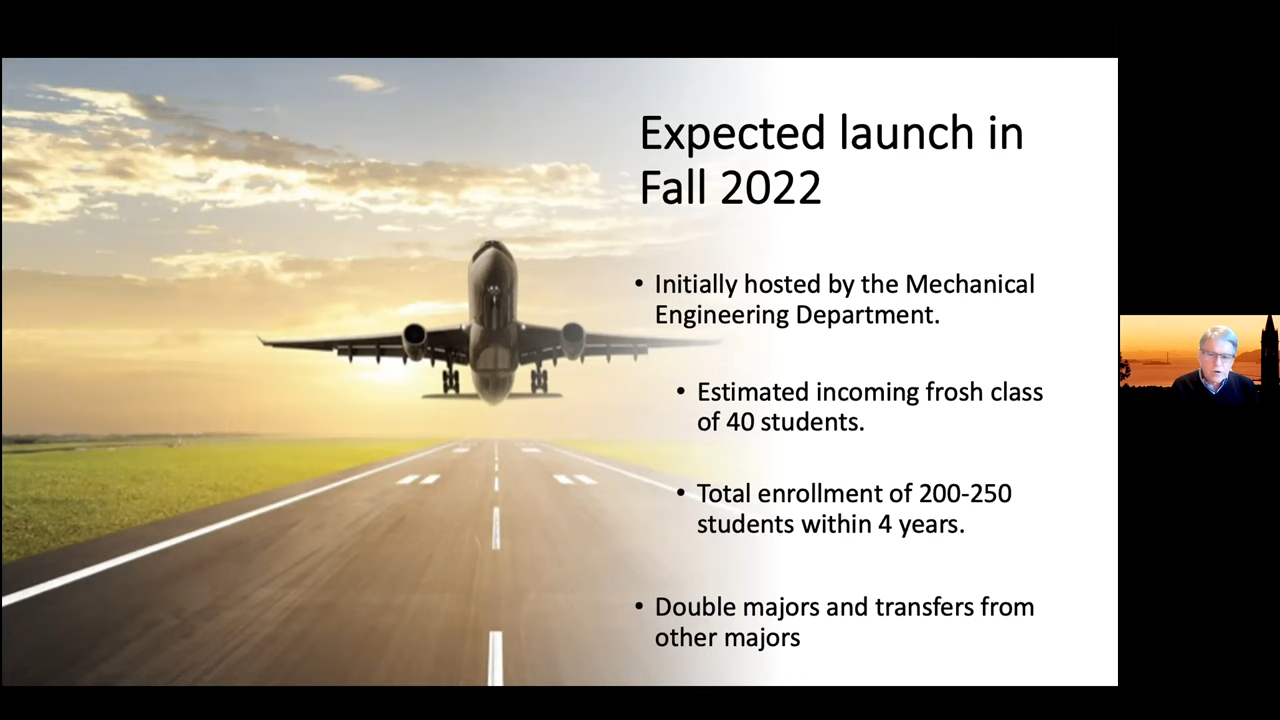 Expected launch in
Fall 2022
• Initially hosted by the Mechanical
Engineering Department.
• Estimated incoming frosh class
of 40 students.
• Total enrollment of 200-250
students within 4 years.
• Double majors and transfers from
other majors